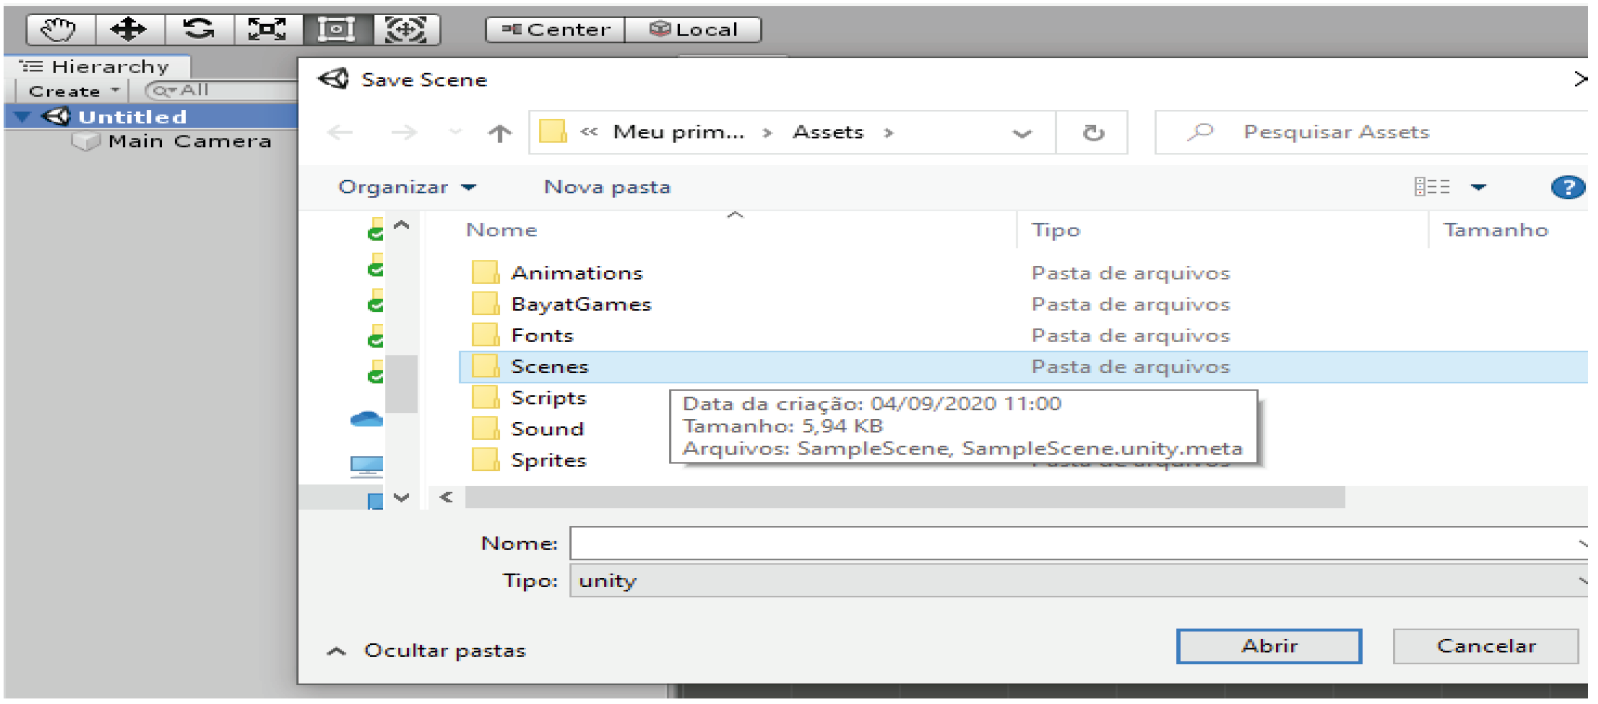 Center Local
Hierarchy
Create All
Untitled
Main Camera
Save Scene
« Meu prim... > Assets >
Pesquisar Assets
Organizar Nova pasta
Nome Tipo Tamanho
Animations Pasta de arquivos
BayatGames Pasta de arquivos
Fonts Pasta de arquivos
Scenes Pasta de arquivos
Scripts
Sound
Sprites
Data da criação: 04/09/2020 11:00
Tamanho: 5,94 KB
Arquivos: SampleScene, SampleScene.unity.meta
Nome:
Tipo: unity
Ocultar pastas
Abrir Cancelar